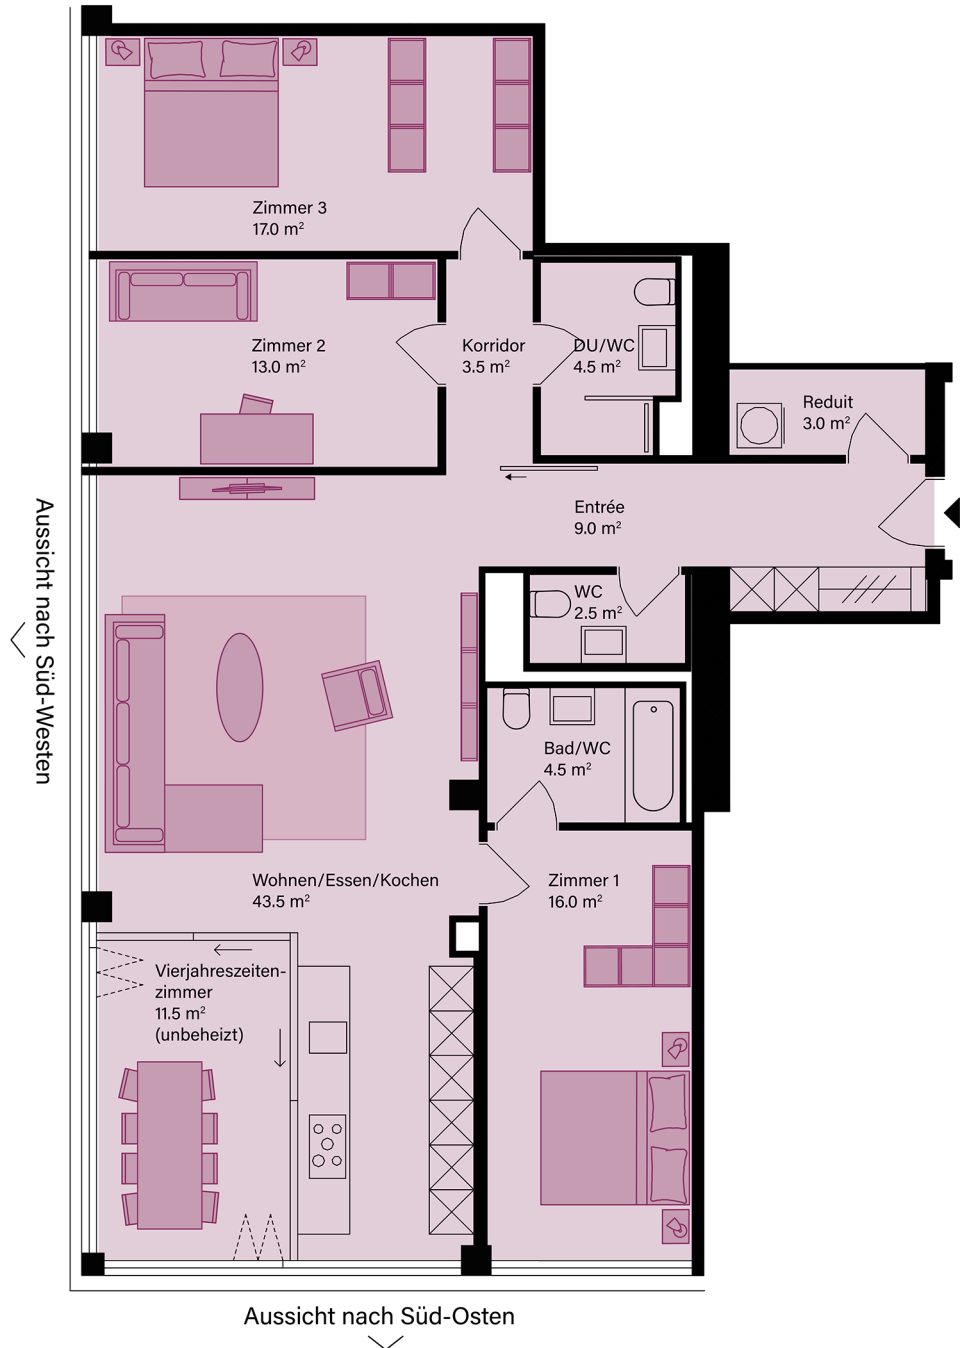 Zimmer 3
17.0 m²
Zimmer 2
13.0 m²
Korridor
3.5 m²
DU/WC
4.5 m²
Reduit
3.0 m²
Entrée
9.0 m²
WC
2.5 m²
Bad/WC
4.5 m²
Wohnen/Essen/Kochen
43.5 m²
Zimmer 1
16.0 m²
Vierjahreszeiten-
zimmer
11.5 m²
(unbeheizt)
Aussicht nach Süd-Westen
Aussicht nach Süd-Osten